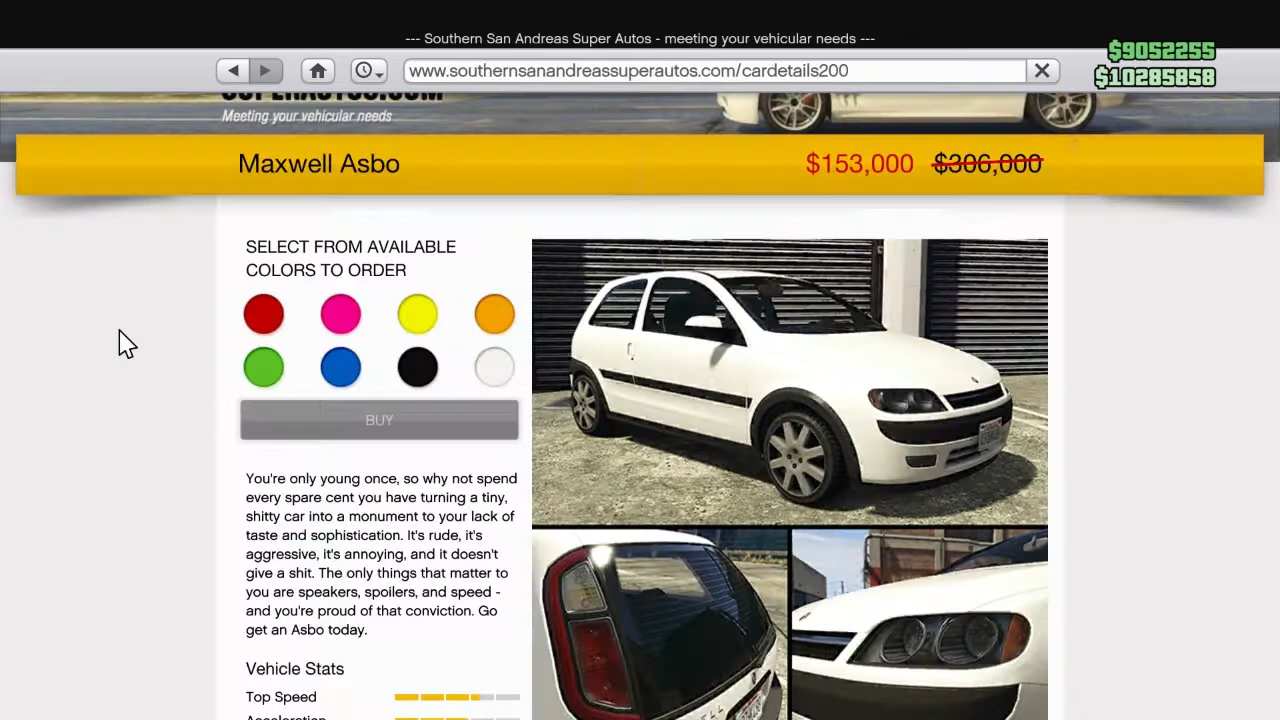 --- Southern San Andreas Super Autos - meeting your vehicular needs ---
$9052255
www.southernsanandreassuperautos.com/cardetails200
$10285858
SUPERAUTOS.COM
Meeting your vehicular needs
Maxwell Asbo
$153,000 $306,000
SELECT FROM AVAILABLE
COLORS TO ORDER
BUY
You're only young once, so why not spend
every spare cent you have turning a tiny,
shitty car into a monument to your lack of
taste and sophistication. It's rude, it's
aggressive, it's annoying, and it doesn't
give a shit. The only things that matter to
you are speakers, spoilers, and speed -
and you're proud of that conviction. Go
get an Asbo today.
Vehicle Stats
Top Speed
Acceleration